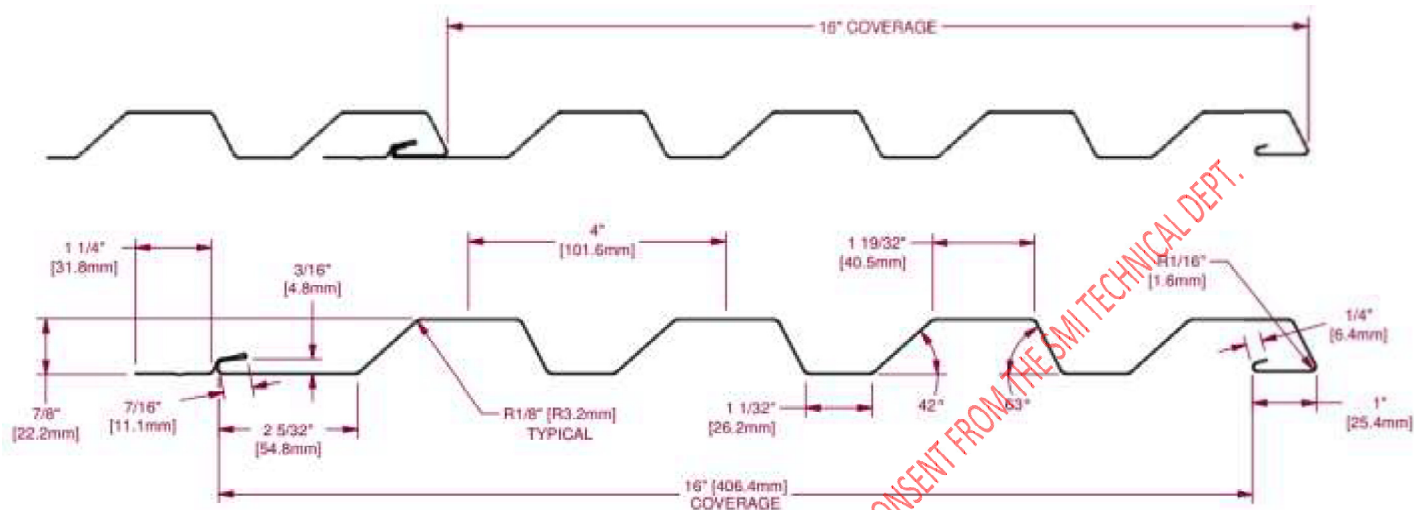 16" COVERAGE
1 1/4"
[31.8mm]
3/16"
[4.8mm]
4"
[101.6mm]
1 19/32"
[40.5mm]
R1/16"
[1.6mm]
1/4"
[6.4mm]
7/8"
[22.2mm]
7/16"
[11.1mm]
2 5/32"
[54.8mm]
R1/8" [R3.2mm]
TYPICAL
1 1/32"
[26.2mm]
42°
63°
1"
[25.4mm]
16" [406.4mm]
COVERAGE
ONSENT FROM THE SMI TECHNICAL DEPT.